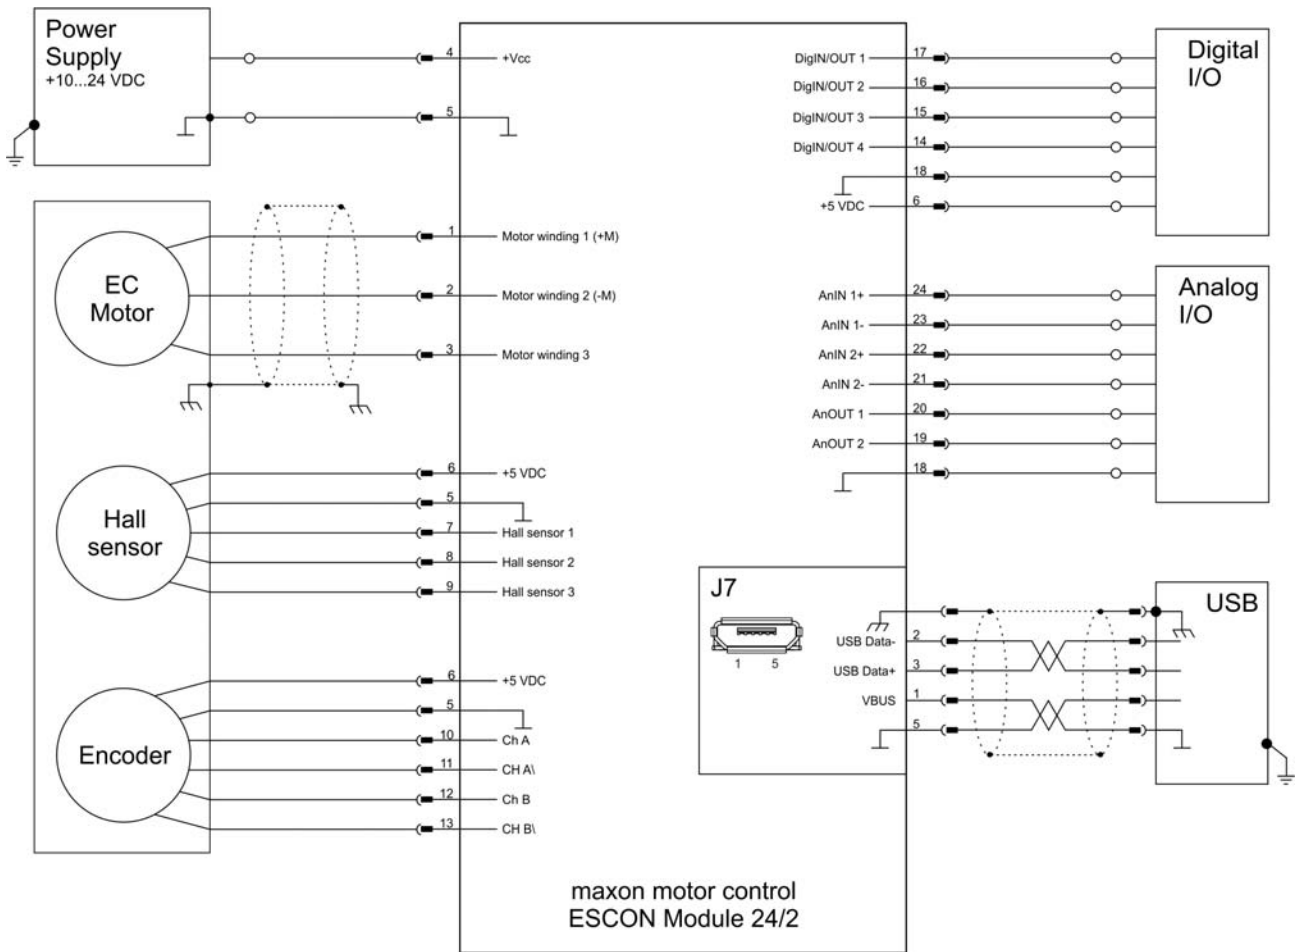 Power
Supply
+10...24 VDC
4 +Vcc
5
EC
Motor
1 Motor winding 1 (+M)
2 Motor winding 2 (-M)
3 Motor winding 3
Hall
sensor
6 +5 VDC
5
7 Hall sensor 1
8 Hall sensor 2
9 Hall sensor 3
Encoder
6 +5 VDC
5
10 Ch A
11 CH A\
12 Ch B
13 CH B\
DigIN/OUT 1 17
DigIN/OUT 2 16
DigIN/OUT 3 15
DigIN/OUT 4 14
18
+5 VDC 6
Digital
I/O
AnIN 1+ 24
AnIN 1- 23
AnIN 2+ 22
AnIN 2- 21
AnOUT 1 20
AnOUT 2 19
18
Analog
I/O
J7
1 5
USB Data- 2
USB Data+ 3
VBUS 1
5
USB
maxon motor control
ESCON Module 24/2